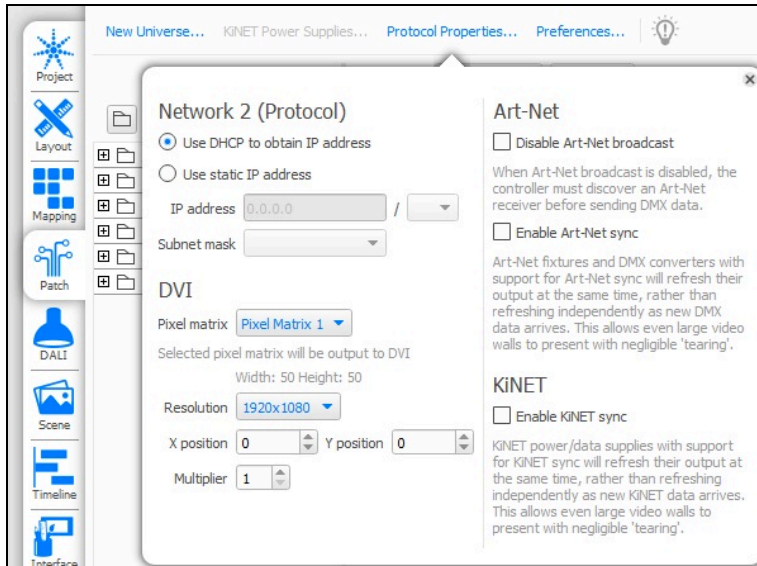 New Universe... KiNET Power Supplies... Protocol Properties... Preferences...
Project
Layout
Mapping
Patch
DALI
Scene
Timeline
Interface
Network 2 (Protocol)
Use DHCP to obtain IP address
Use static IP address
IP address 0.0.0.0 /
Subnet mask
DVI
Pixel matrix Pixel Matrix 1
Selected pixel matrix will be output to DVI
Width: 50 Height: 50
Resolution 1920x1080
X position 0 Y position 0
Multiplier 1
Art-Net
Disable Art-Net broadcast
When Art-Net broadcast is disabled, the
controller must discover an Art-Net
receiver before sending DMX data.
Enable Art-Net sync
Art-Net fixtures and DMX converters with
support for Art-Net sync will refresh their
output at the same time, rather than
refreshing independently as new DMX
data arrives. This allows even large video
walls to present with negligible 'tearing'.
KiNET
Enable KiNET sync
KiNET power/data supplies with support
for KiNET sync will refresh their output at
the same time, rather than refreshing
independently as new KiNET data arrives.
This allows even large video walls to
present with negligible 'tearing'.